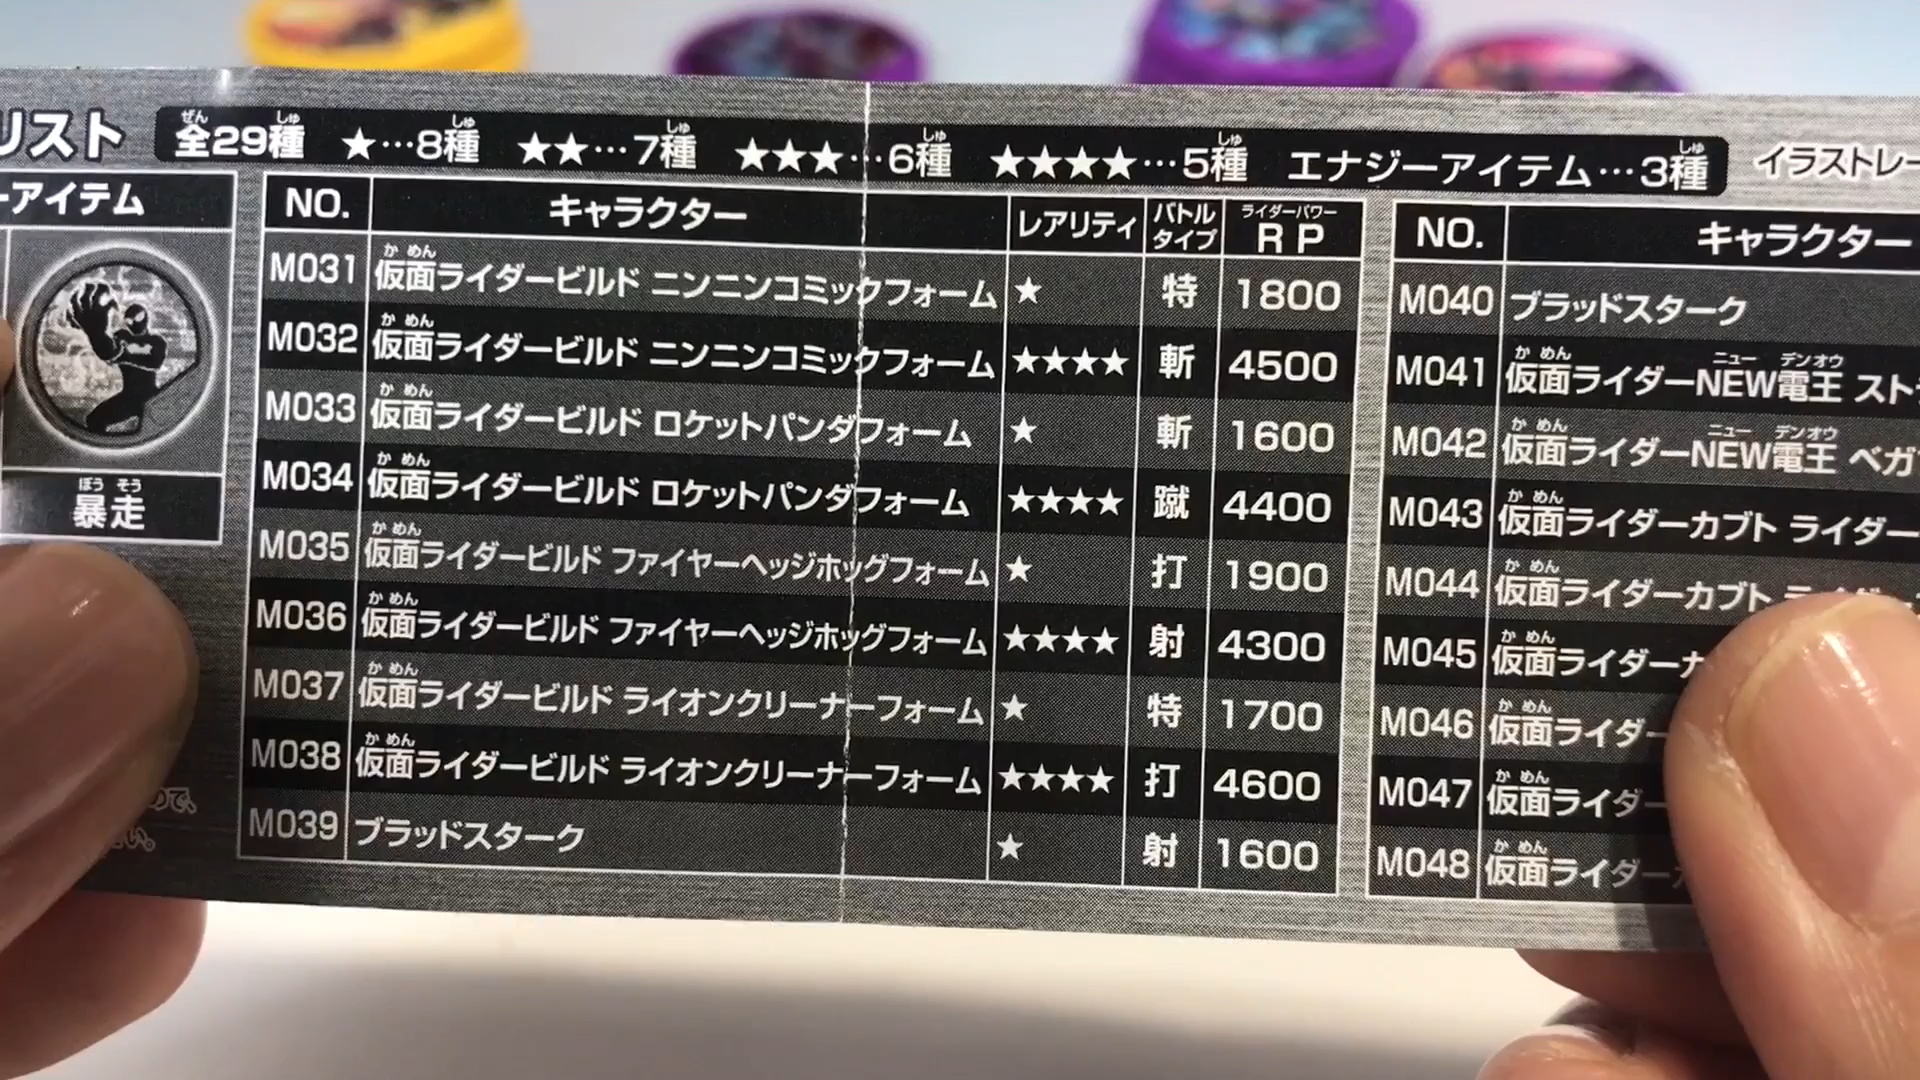 リスト 全29種 ★…8種 ★★…7種 ★★★…6種 ★★★★…5種 エナジーアイテム…3種 イラストレー
ーアイテム
暴走
NO. キャラクター レアリティ バトルタイプ ライダーパワー RP
M031 仮面ライダービルド ニンニンコミックフォーム ★ 特 1800
M032 仮面ライダービルド ニンニンコミックフォーム ★★★★ 斬 4500
M033 仮面ライダービルド ロケットパンダフォーム ★ 斬 1600
M034 仮面ライダービルド ロケットパンダフォーム ★★★★ 蹴 4400
M035 仮面ライダービルド ファイヤーヘッジホッグフォーム ★ 打 1900
M036 仮面ライダービルド ファイヤーヘッジホッグフォーム ★★★★ 射 4300
M037 仮面ライダービルド ライオンクリーナーフォーム ★ 特 1700
M038 仮面ライダービルド ライオンクリーナーフォーム ★★★★ 打 4600
M039 ブラッドスターク ★ 射 1600
NO. キャラクター
M040 ブラッドスターク
M041 仮面ライダーNEW電王 スト
M042 仮面ライダーNEW電王 ベガ
M043 仮面ライダーカブト ライダー
M044 仮面ライダーカブト
M045 仮面ライダーカ
M046 仮面ライダー
M047 仮面ライダー
M048 仮面ライダー